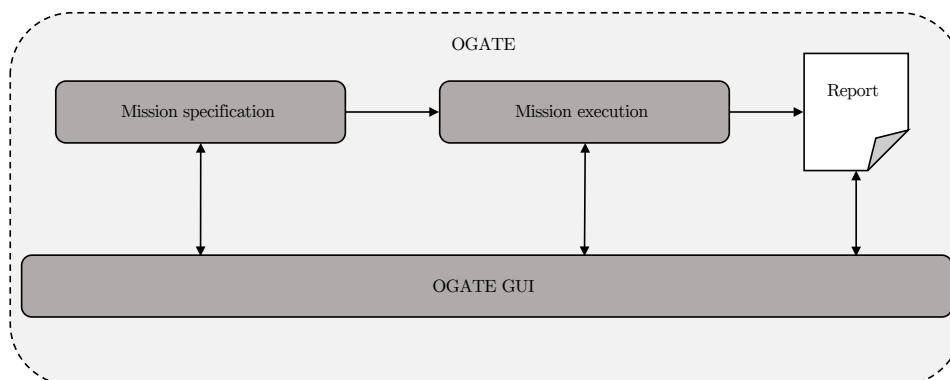 OGATE
Mission specification
Mission execution
Report
OGATE GUI